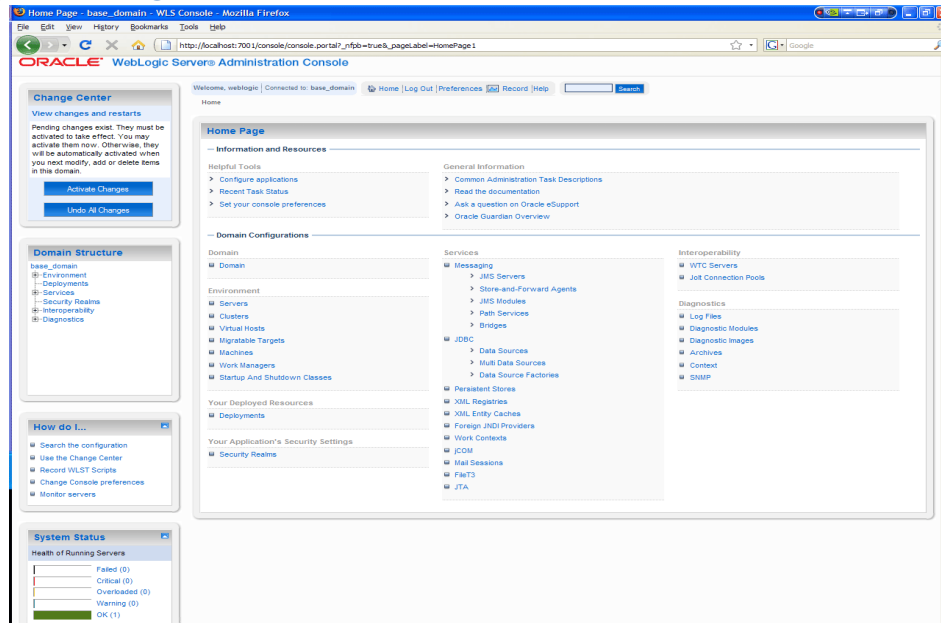 Home Page - base_domain - WLS Console - Mozilla Firefox
File Edit View History Bookmarks Tools Help
http://localhost:7001/console/console.portal?_nfpb=true&_pageLabel=HomePage1
G Google
ORACLE WebLogic Server® Administration Console
Change Center
View changes and restarts
Pending changes exist. They must be
activated to take effect. You may
activate them now. Otherwise, they
will be automatically activated when
you next modify, add or delete items
in this domain.
Activate Changes
Undo All Changes
Domain Structure
base_domain
Environment
Deployments
Services
Security Realms
Interoperability
Diagnostics
How do I...
Search the configuration
Use the Change Center
Record WLST Scripts
Change Console preferences
Monitor servers
System Status
Health of Running Servers
Failed (0)
Critical (0)
Overloaded (0)
Warning (0)
OK (1)
Welcome, weblogic Connected to: base_domain Home Log Out Preferences Record Help Search
Home
Home Page
Information and Resources
Helpful Tools
Configure applications
Recent Task Status
Set your console preferences
General Information
Common Administration Task Descriptions
Read the documentation
Ask a question on Oracle eSupport
Oracle Guardian Overview
Domain Configurations
Domain
Domain
Environment
Servers
Clusters
Virtual Hosts
Migratable Targets
Machines
Work Managers
Startup And Shutdown Classes
Your Deployed Resources
Deployments
Your Application's Security Settings
Security Realms
Services
Messaging
JMS Servers
Store-and-Forward Agents
JMS Modules
Path Services
Bridges
JDBC
Data Sources
Multi Data Sources
Data Source Factories
Persistent Stores
XML Registries
XML Entity Caches
Foreign JNDI Providers
Work Contexts
jCOM
Mail Sessions
FileT3
JTA
Interoperability
WTC Servers
Jolt Connection Pools
Diagnostics
Log Files
Diagnostic Modules
Diagnostic Images
Archives
Context
SNMP